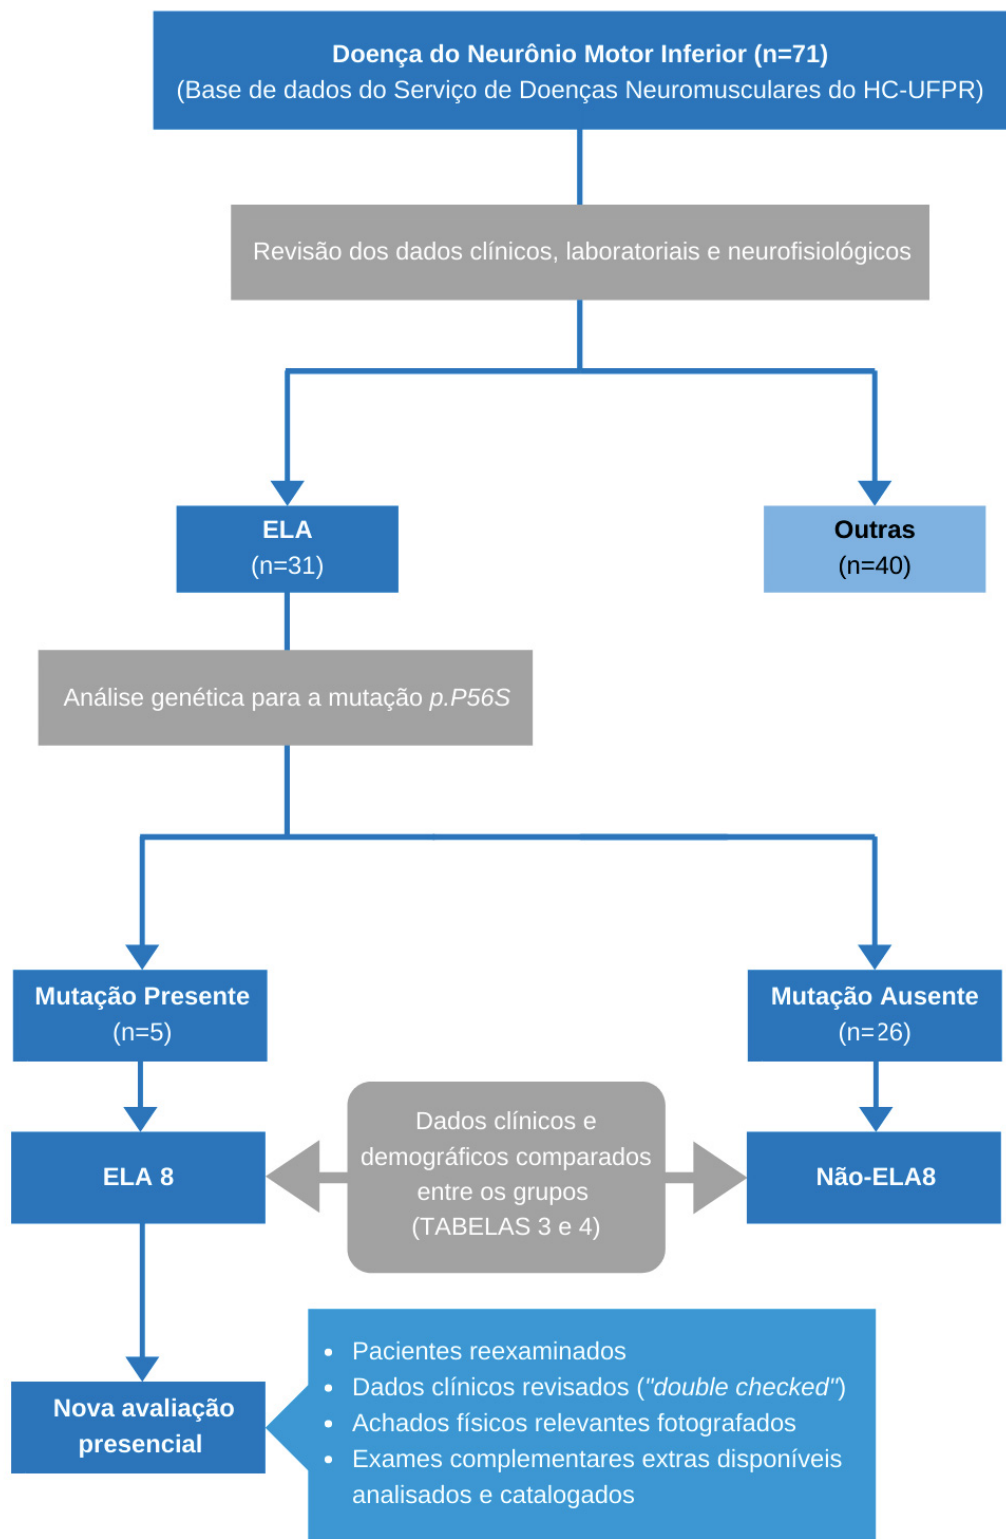 Doença do Neurônio Motor Inferior (n=71)
(Base de dados do Serviço de Doenças Neuromusculares do HC-UFPR)
Revisão dos dados clínicos, laboratoriais e neurofisiológicos
ELA
(n=31)
Outras
(n=40)
Análise genética para a mutação p.P56S
Mutação Presente
(n=5)
Mutação Ausente
(n=26)
ELA 8
Dados clínicos e
demográficos comparados
entre os grupos
(TABELAS 3 e 4)
Não-ELA8
Nova avaliação
presencial
• Pacientes reexaminados
• Dados clínicos revisados ("double checked")
• Achados físicos relevantes fotografados
• Exames complementares extras disponíveis
analisados e catalogados